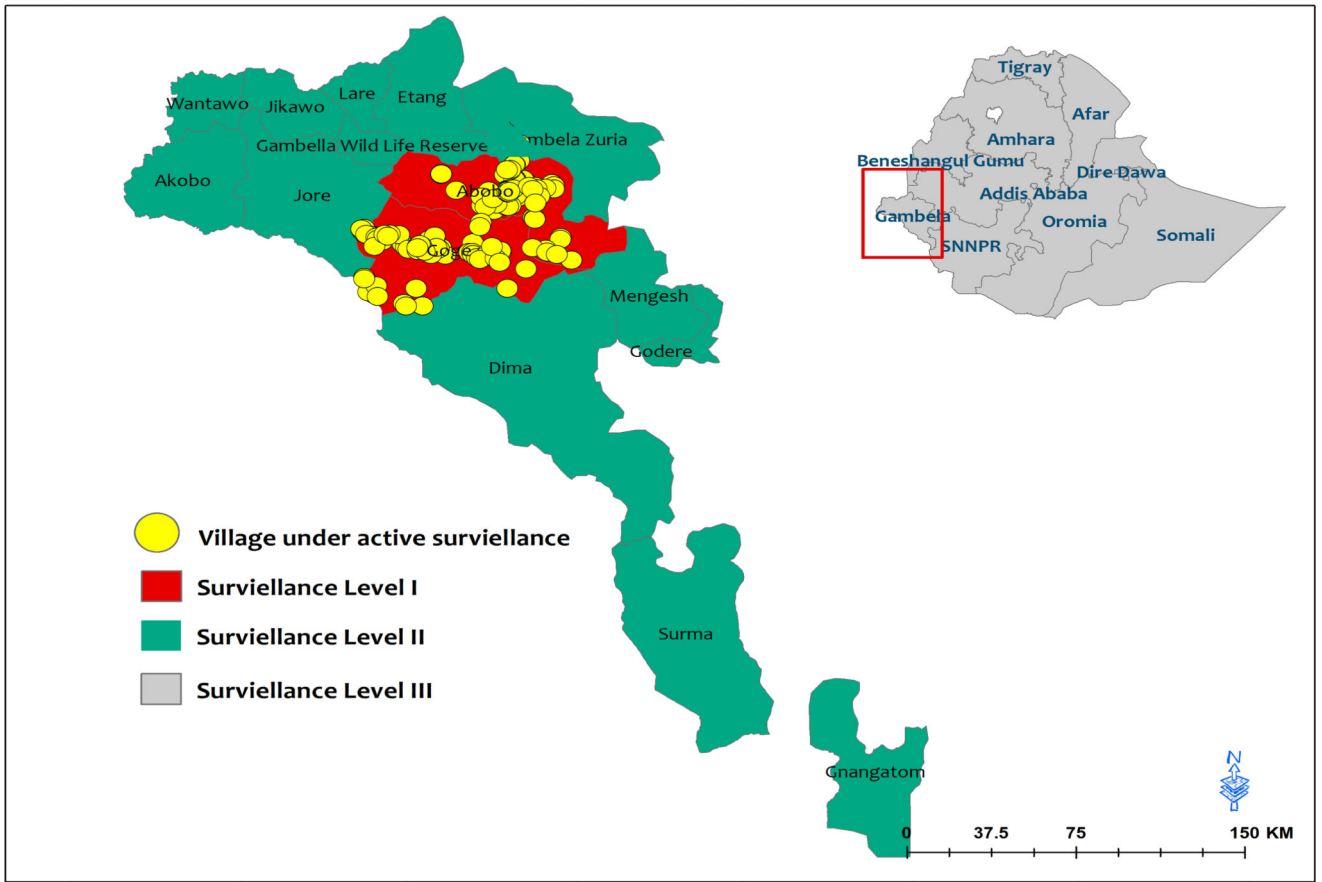 Tigray
Afar
Amhara
Beneshangul Gumu
Dire Dawa
Addis Ababa
Gambela
Oromia
SNNPR
Somali
Etang
Lare
Wantawo
Jikawo
mbela Zuria
Gambella Wild Life Reserve
Akobo
Jore
Abobo
Goge
Mengesh
Godere
Dima
Surma
Gnangatom
Village under active surviellance
Surviellance Level I
Surviellance Level II
Surviellance Level III
N
0 37.5 75 150 KM